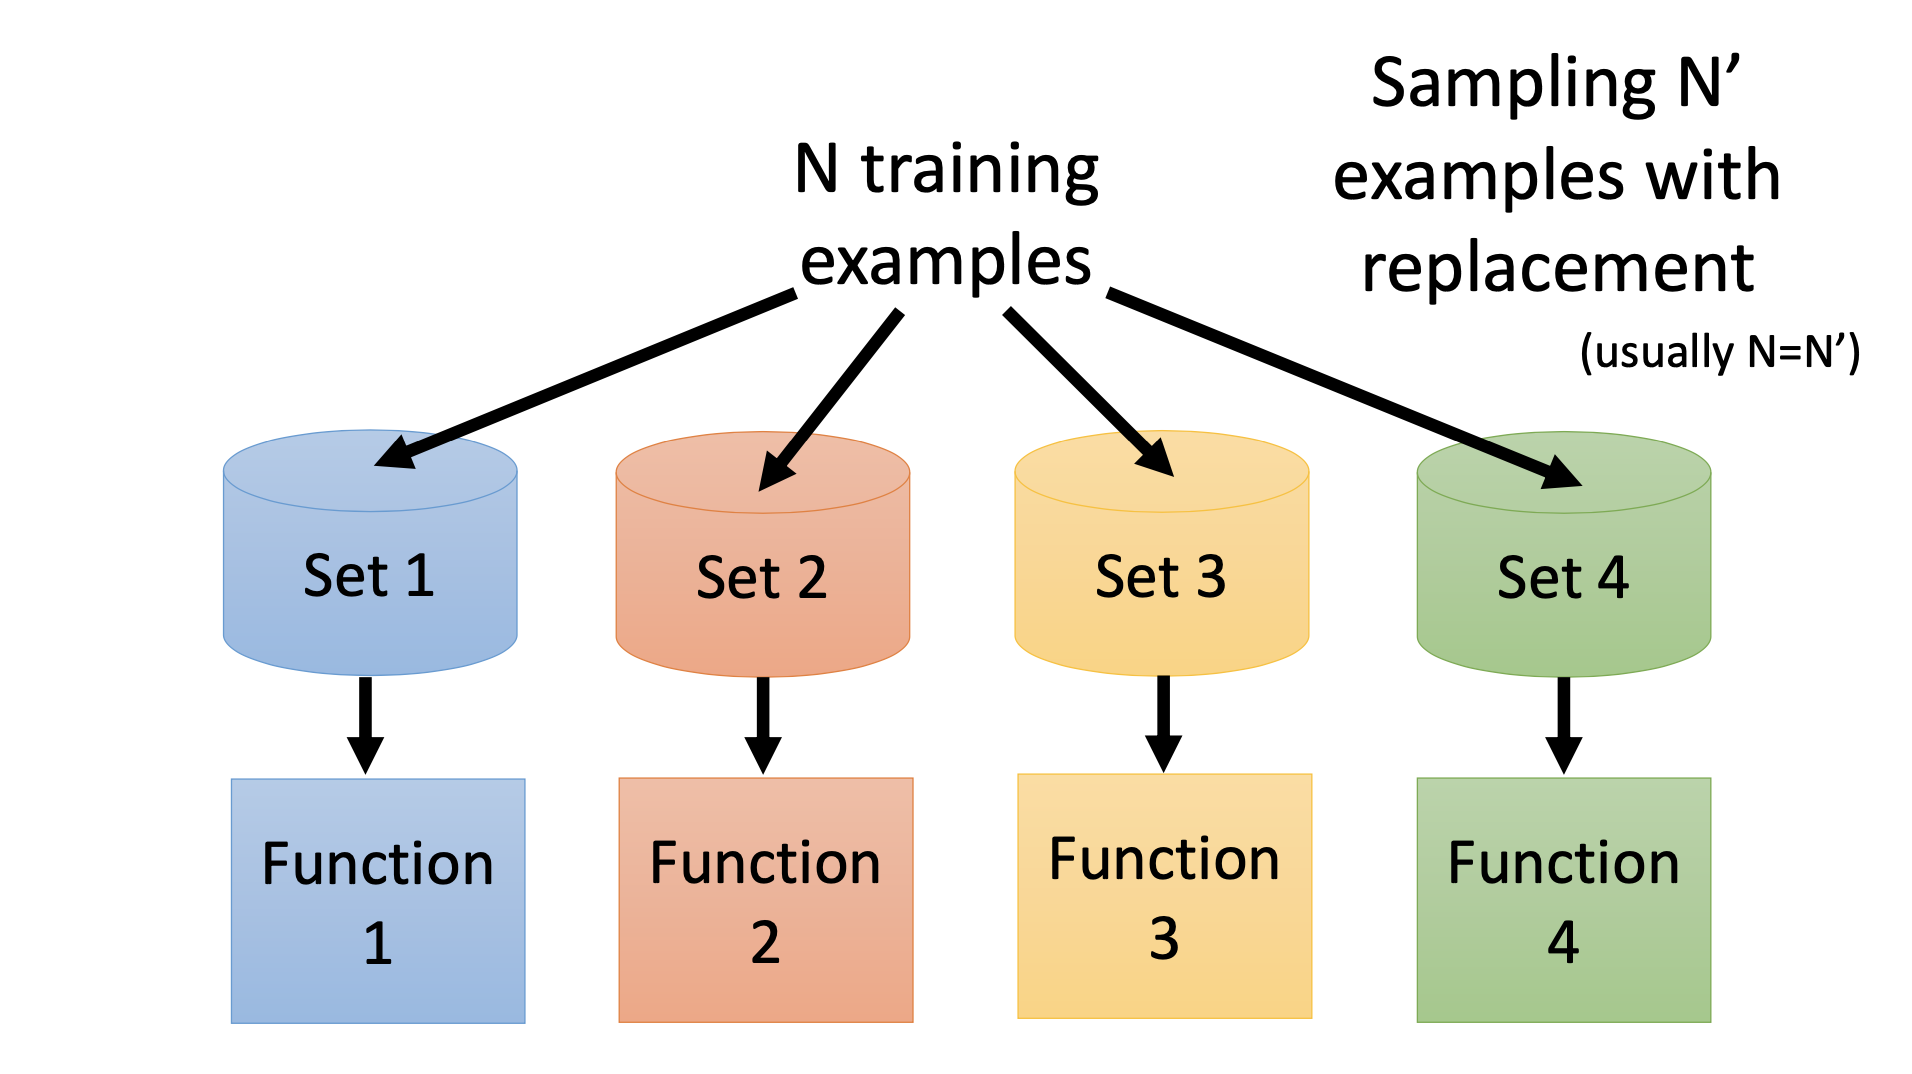 N training
examples
Sampling N’
examples with
replacement
(usually N=N’)
Set 1
Set 2
Set 3
Set 4
Function
1
Function
2
Function
3
Function
4